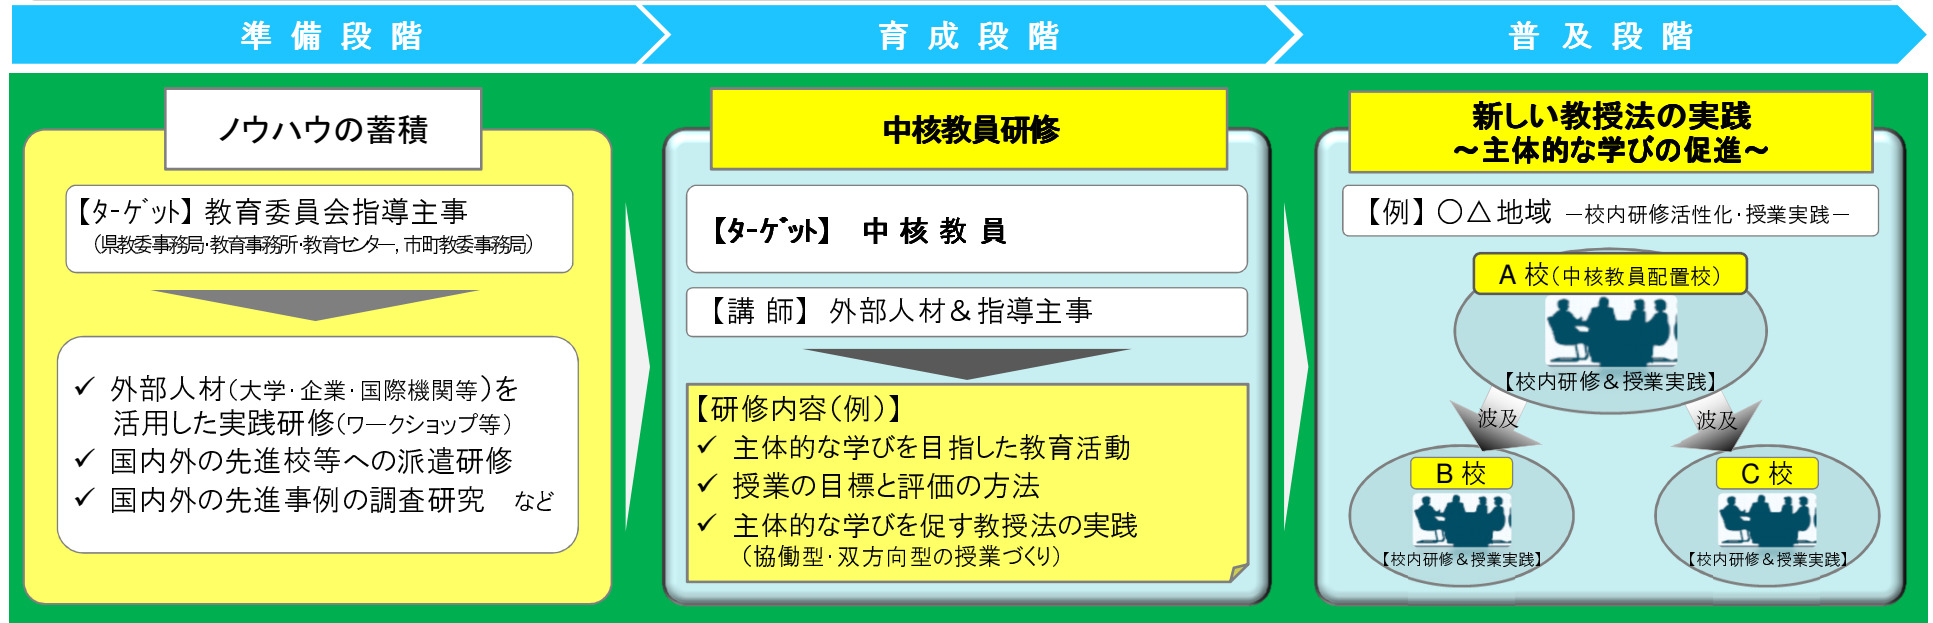 準備段階
育成段階
普及段階
ノウハウの蓄積
【ターゲット】教育委員会指導主事
（県教委事務局・教育事務所・教育センター，市町教委事務局）
✓ 外部人材（大学・企業・国際機関等）を
活用した実践研修（ワークショップ等）
✓ 国内外の先進校等への派遣研修
✓ 国内外の先進事例の調査研究　など
中核教員研修
【ターゲット】　中核教員
【講師】　外部人材＆指導主事
【研修内容（例）】
✓ 主体的な学びを目指した教育活動
✓ 授業の目標と評価の方法
✓ 主体的な学びを促す教授法の実践
（協働型・双方向型の授業づくり）
新しい教授法の実践
～主体的な学びの促進～
【例】〇△地域　－校内研修活性化・授業実践－
A校（中核教員配置校）
【校内研修＆授業実践】
波及
波及
B校
【校内研修＆授業実践】
C校
【校内研修＆授業実践】